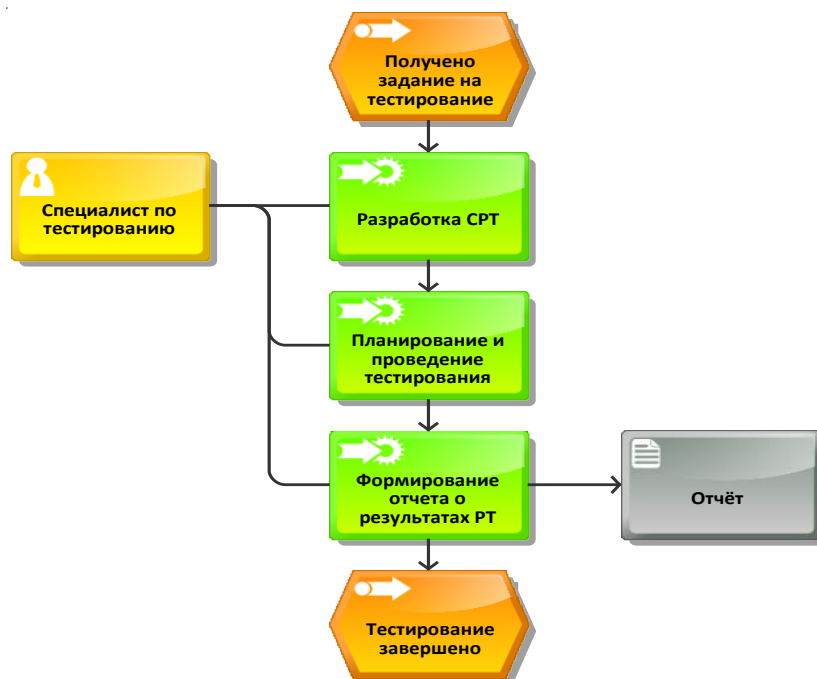 Получено
задание на
тестирование
Специалист по
тестированию
Разработка СРТ
Планирование и
проведение
тестирования
Формирование
отчета о
результатах РТ
Отчёт
Тестирование
завершено